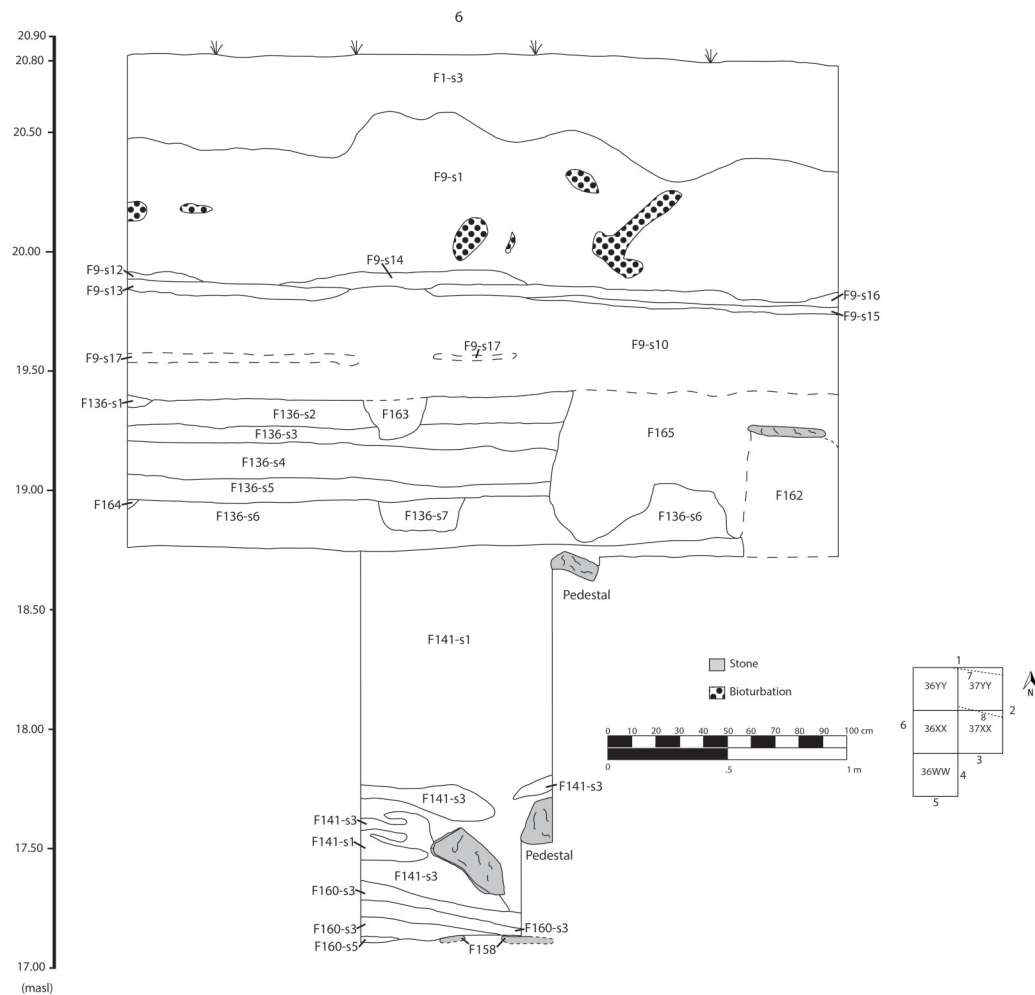 6
20.90
20.80
F1-s3
20.50
F9-s1
20.00
F9-s14
F9-s12
F9-s13
F9-s16
F9-s15
F9-s17
F9-s10
F9-s17
19.50
F136-s1
F136-s2
F163
F136-s3
F165
F136-s4
F136-s5
19.00
F162
F164
F136-s6
F136-s7
F136-s6
Pedestal
18.50
F141-s1
Stone
1
36YY
7
37YY
N
Bioturbation
2
8
6
36XX
37XX
18.00
0 10 20 30 40 50 60 70 80 90 100 cm
0 .5 1 m
3
36WW
4
5
F141-s3
F141-s3
F141-s3
F141-s1
17.50
Pedestal
F141-s3
F160-s3
F160-s3
F160-s3
F160-s5
F158
17.00
(masl)